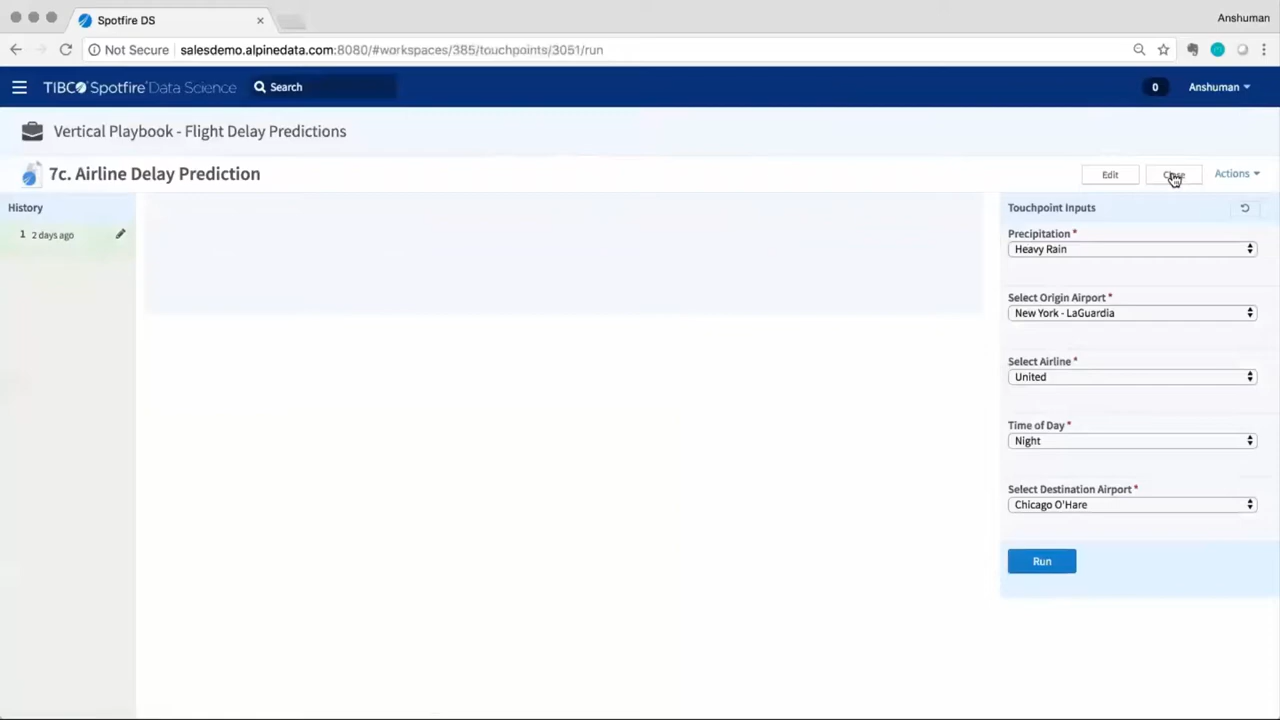 Spotfire DS
Anshuman
Not Secure salesdemo.alpinedata.com:8080/#workspaces/385/touchpoints/3051/run
TIBCO Spotfire Data Science
Search
0
Anshuman
Vertical Playbook - Flight Delay Predictions
7c. Airline Delay Prediction
Edit
Close
Actions
History
1 2 days ago
Touchpoint Inputs
Precipitation *
Heavy Rain
Select Origin Airport *
New York - LaGuardia
Select Airline *
United
Time of Day *
Night
Select Destination Airport *
Chicago O'Hare
Run